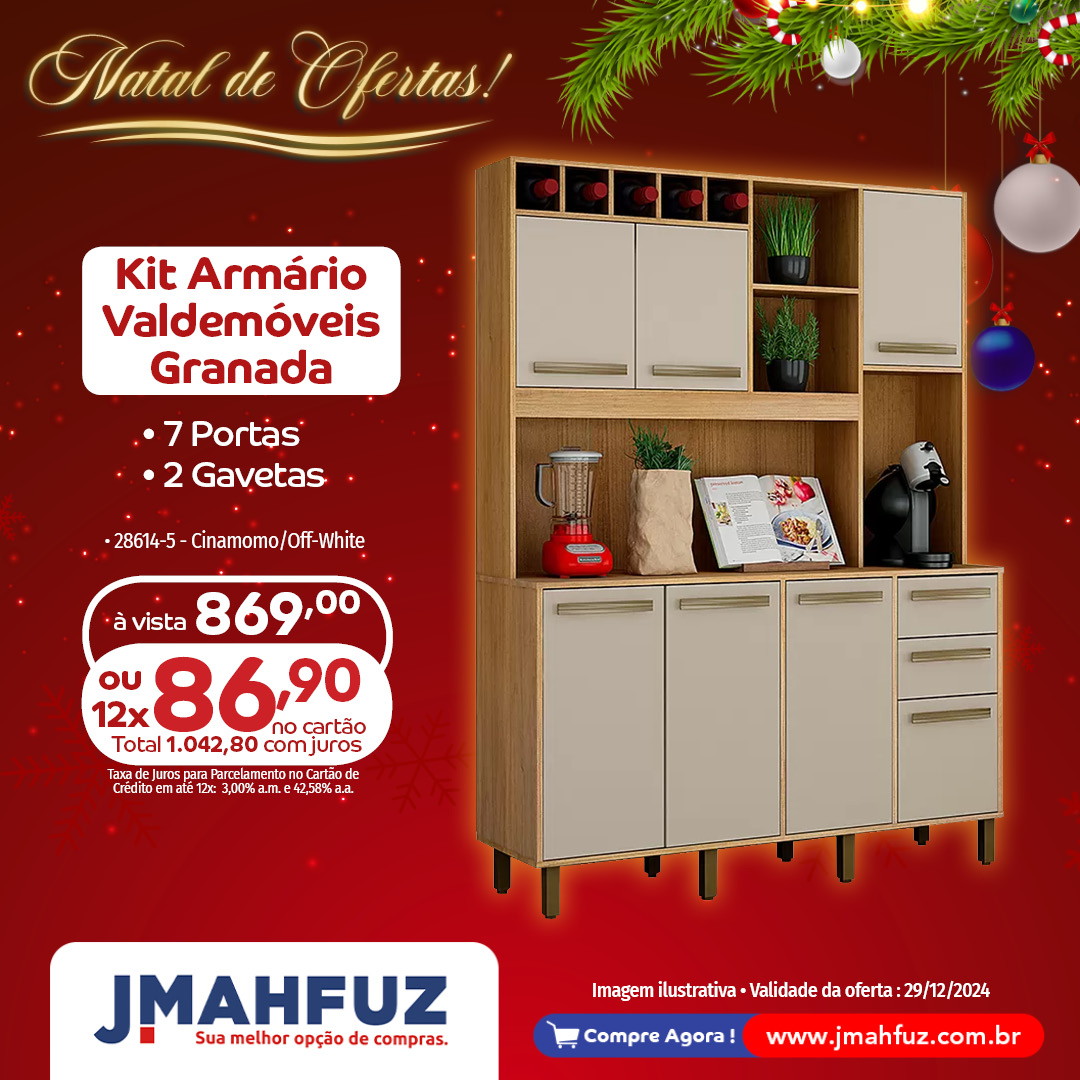 Natal de Ofertas!
Kit Armário
Valdemóveis
Granada
• 7 Portas
• 2 Gavetas
• 28614-5 - Cinamomo/Off-White
à vista 869,00
ou
12x 86,90
no cartão
Total 1.042,80 com juros
Taxa de Juros para Parcelamento no Cartão de
Crédito em até 12x: 3,00% a.m. e 42,58% a.a.
JMAHFUZ
Sua melhor opção de compras.
Imagem ilustrativa • Validade da oferta : 29/12/2024
Compre Agora !
www.jmahfuz.com.br